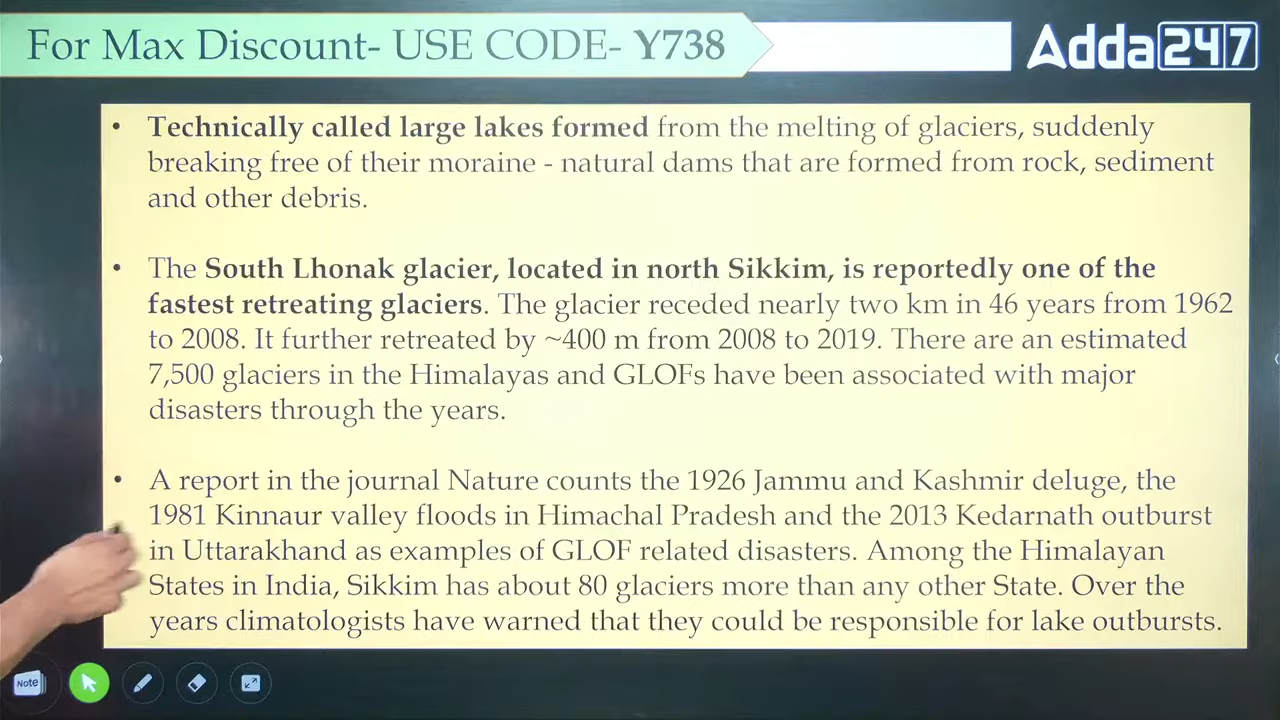 For Max Discount- USE CODE- Y738
Adda247
• Technically called large lakes formed from the melting of glaciers, suddenly
breaking free of their moraine - natural dams that are formed from rock, sediment
and other debris.
• The South Lhonak glacier, located in north Sikkim, is reportedly one of the
fastest retreating glaciers. The glacier receded nearly two km in 46 years from 1962
to 2008. It further retreated by ~400 m from 2008 to 2019. There are an estimated
7,500 glaciers in the Himalayas and GLOFs have been associated with major
disasters through the years.
• A report in the journal Nature counts the 1926 Jammu and Kashmir deluge, the
1981 Kinnaur valley floods in Himachal Pradesh and the 2013 Kedarnath outburst
in Uttarakhand as examples of GLOF related disasters. Among the Himalayan
States in India, Sikkim has about 80 glaciers more than any other State. Over the
years climatologists have warned that they could be responsible for lake outbursts.
Note